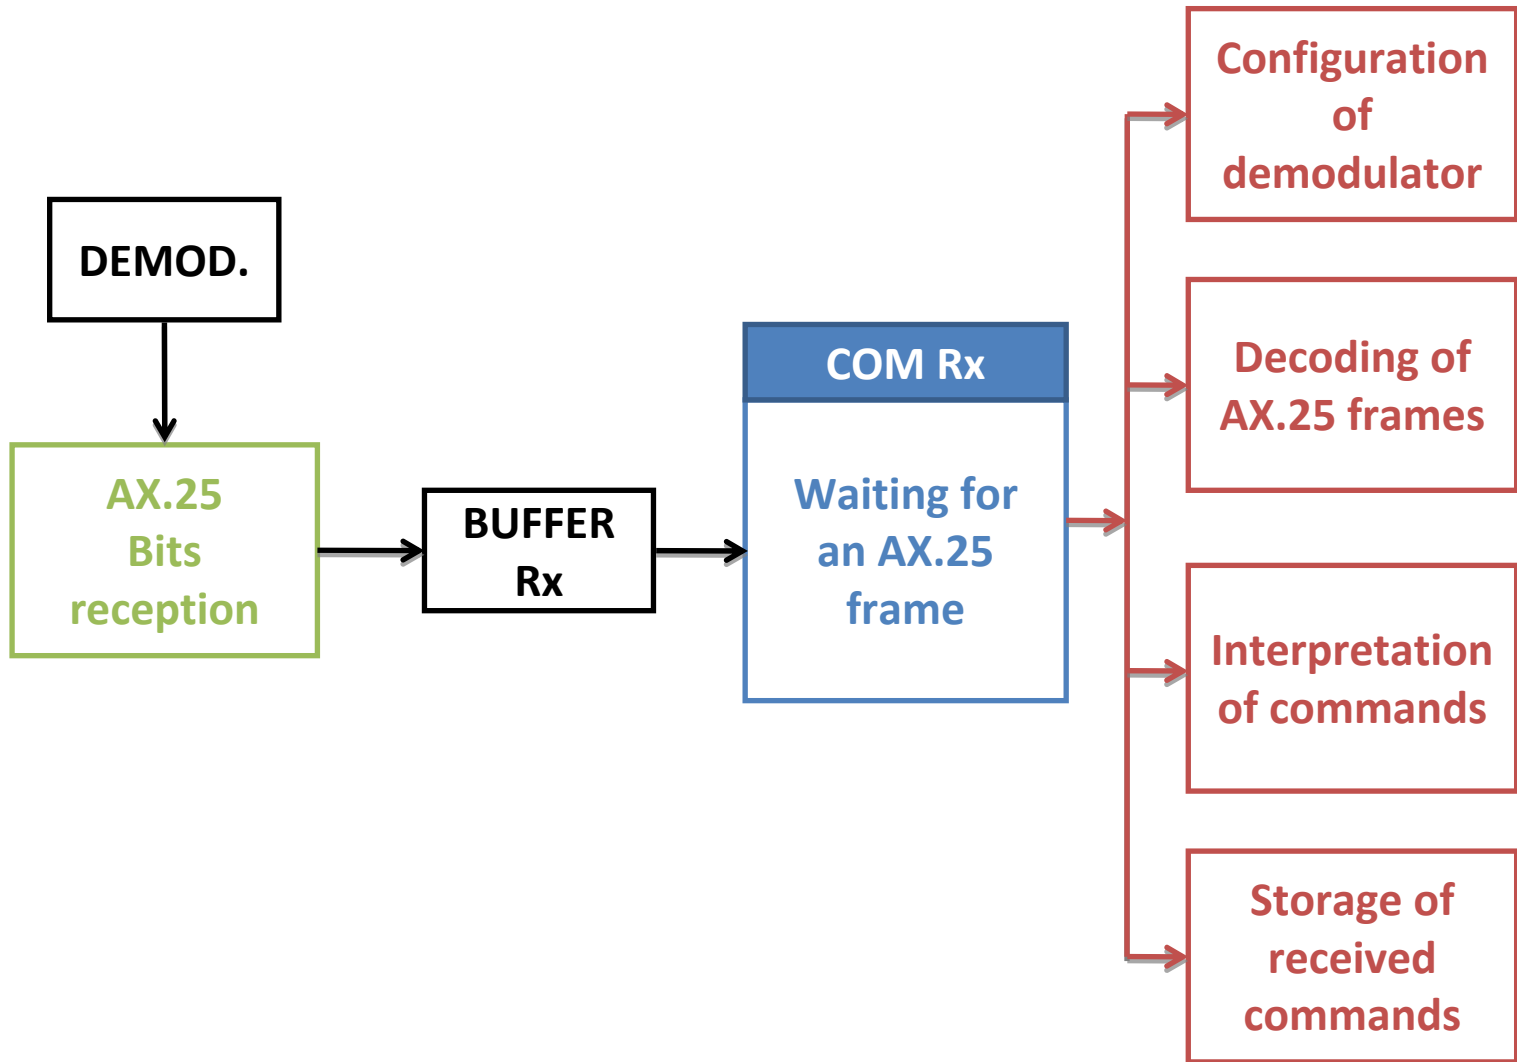 DEMOD.
AX.25
Bits
reception
BUFFER
Rx
COM Rx
Waiting for
an AX.25
frame
Configuration
of
demodulator
Decoding of
AX.25 frames
Interpretation
of commands
Storage of
received
commands